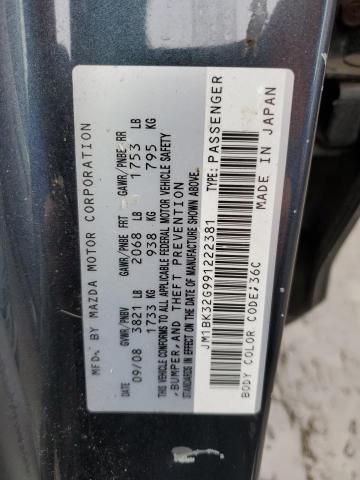 MFD. BY MAZDA MOTOR CORPORATION
DATE GVWR/PNBV GAWR/PNBE FRT GAWR/PNBE RR
09/08 3821 LB 2068 LB 1753 LB
1733 KG 938 KG 795 KG
THIS VEHICLE CONFORMS TO ALL APPLICABLE FEDERAL MOTOR VEHICLE SAFETY
, BUMPER, AND THEFT PREVENTION
STANDARDS IN EFFECT ON THE DATE OF MANUFACTURE SHOWN ABOVE.
JM1BK32G991222381 TYPE: PASSENGER
BODY COLOR CODE:36C MADE IN JAPAN